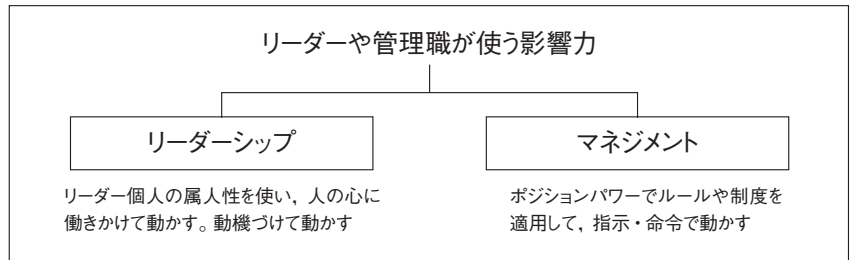 リーダーや管理職が使う影響力
リーダーシップ
マネジメント
リーダー個人の属人性を使い，人の心に
働きかけて動かす。動機づけて動かす
ポジションパワーでルールや制度を
適用して，指示・命令で動かす